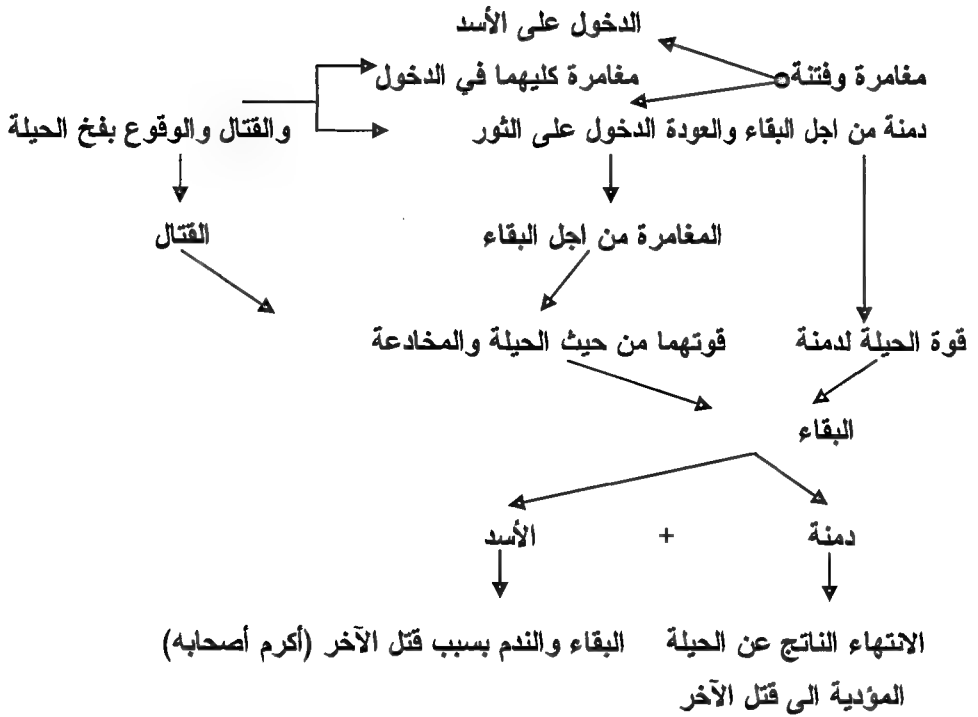 الدخول على الأسد
مغامرة وفتنة مغامرة كليهما في الدخول
دمنة من اجل البقاء والعودة الدخول على الثور والقتال والوقوع بفخ الحيلة
المغامرة من اجل البقاء القتال
قوة الحيلة لدمنة قوتهما من حيث الحيلة والمخادعة
البقاء
دمنة + الأسد
الانتهاء الناتج عن الحيلة البقاء والندم بسبب قتل الآخر (أكرم أصحابه)
المؤدية الى قتل الآخر